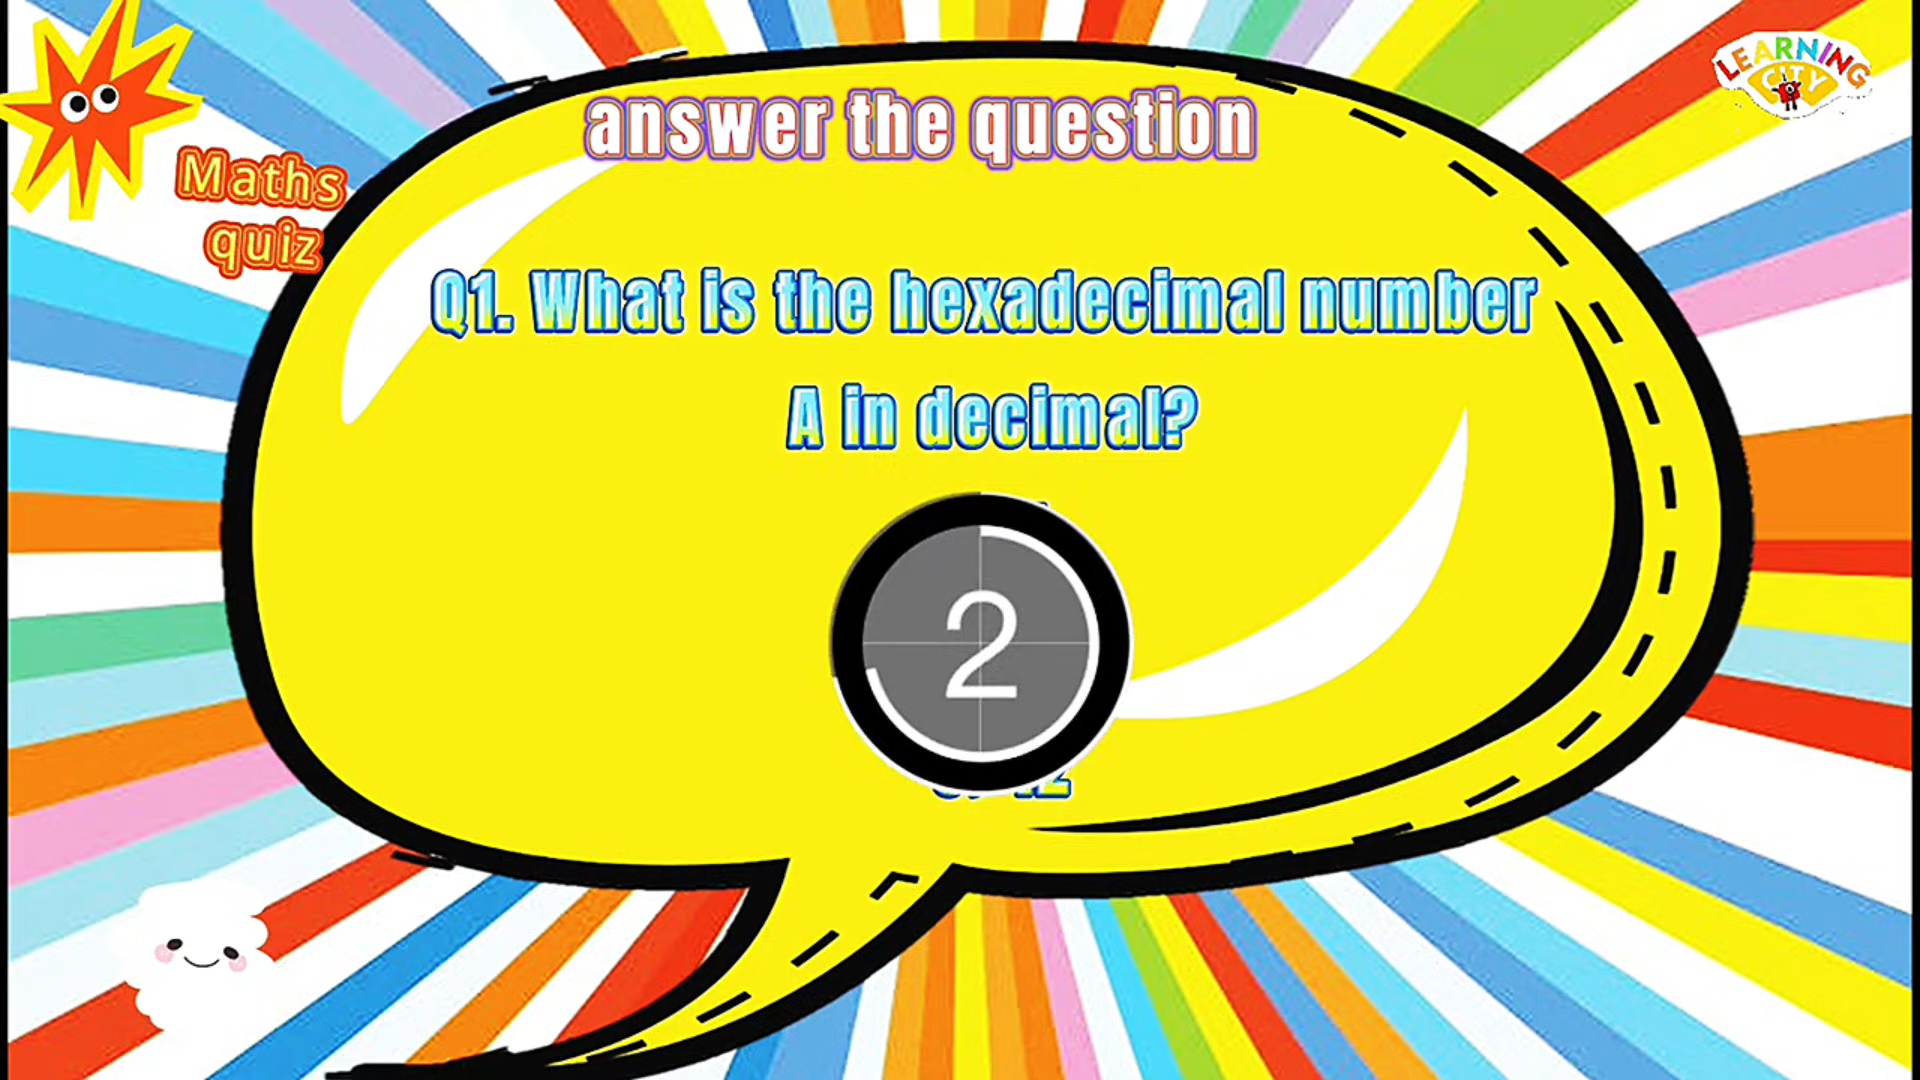 LEARNING
CITY
Maths
quiz
answer the question
Q1. What is the hexadecimal number
A in decimal?
2